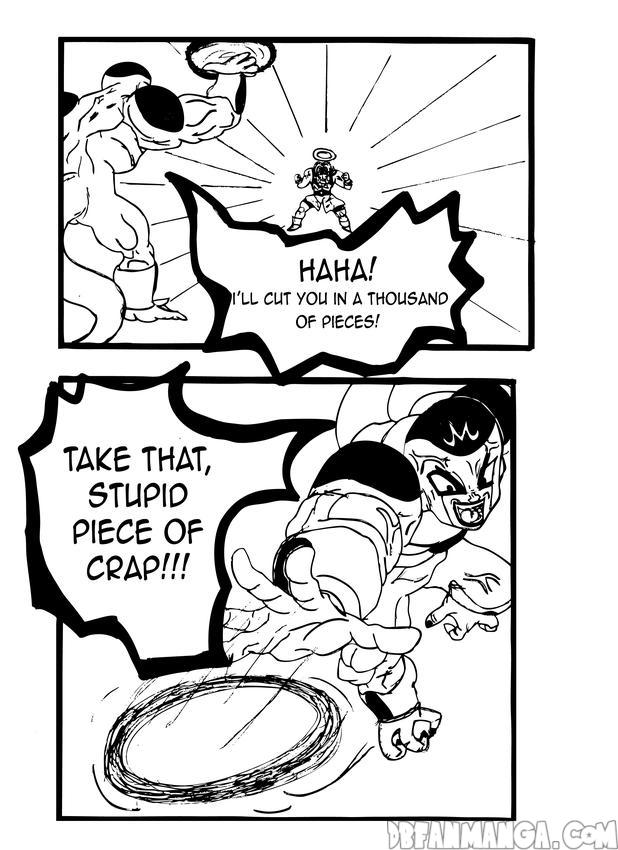 HAHA!
I'LL CUT YOU IN A THOUSAND
OF PIECES!
TAKE THAT,
STUPID
PIECE OF
CRAP!!!
DBFANMANGA.COM